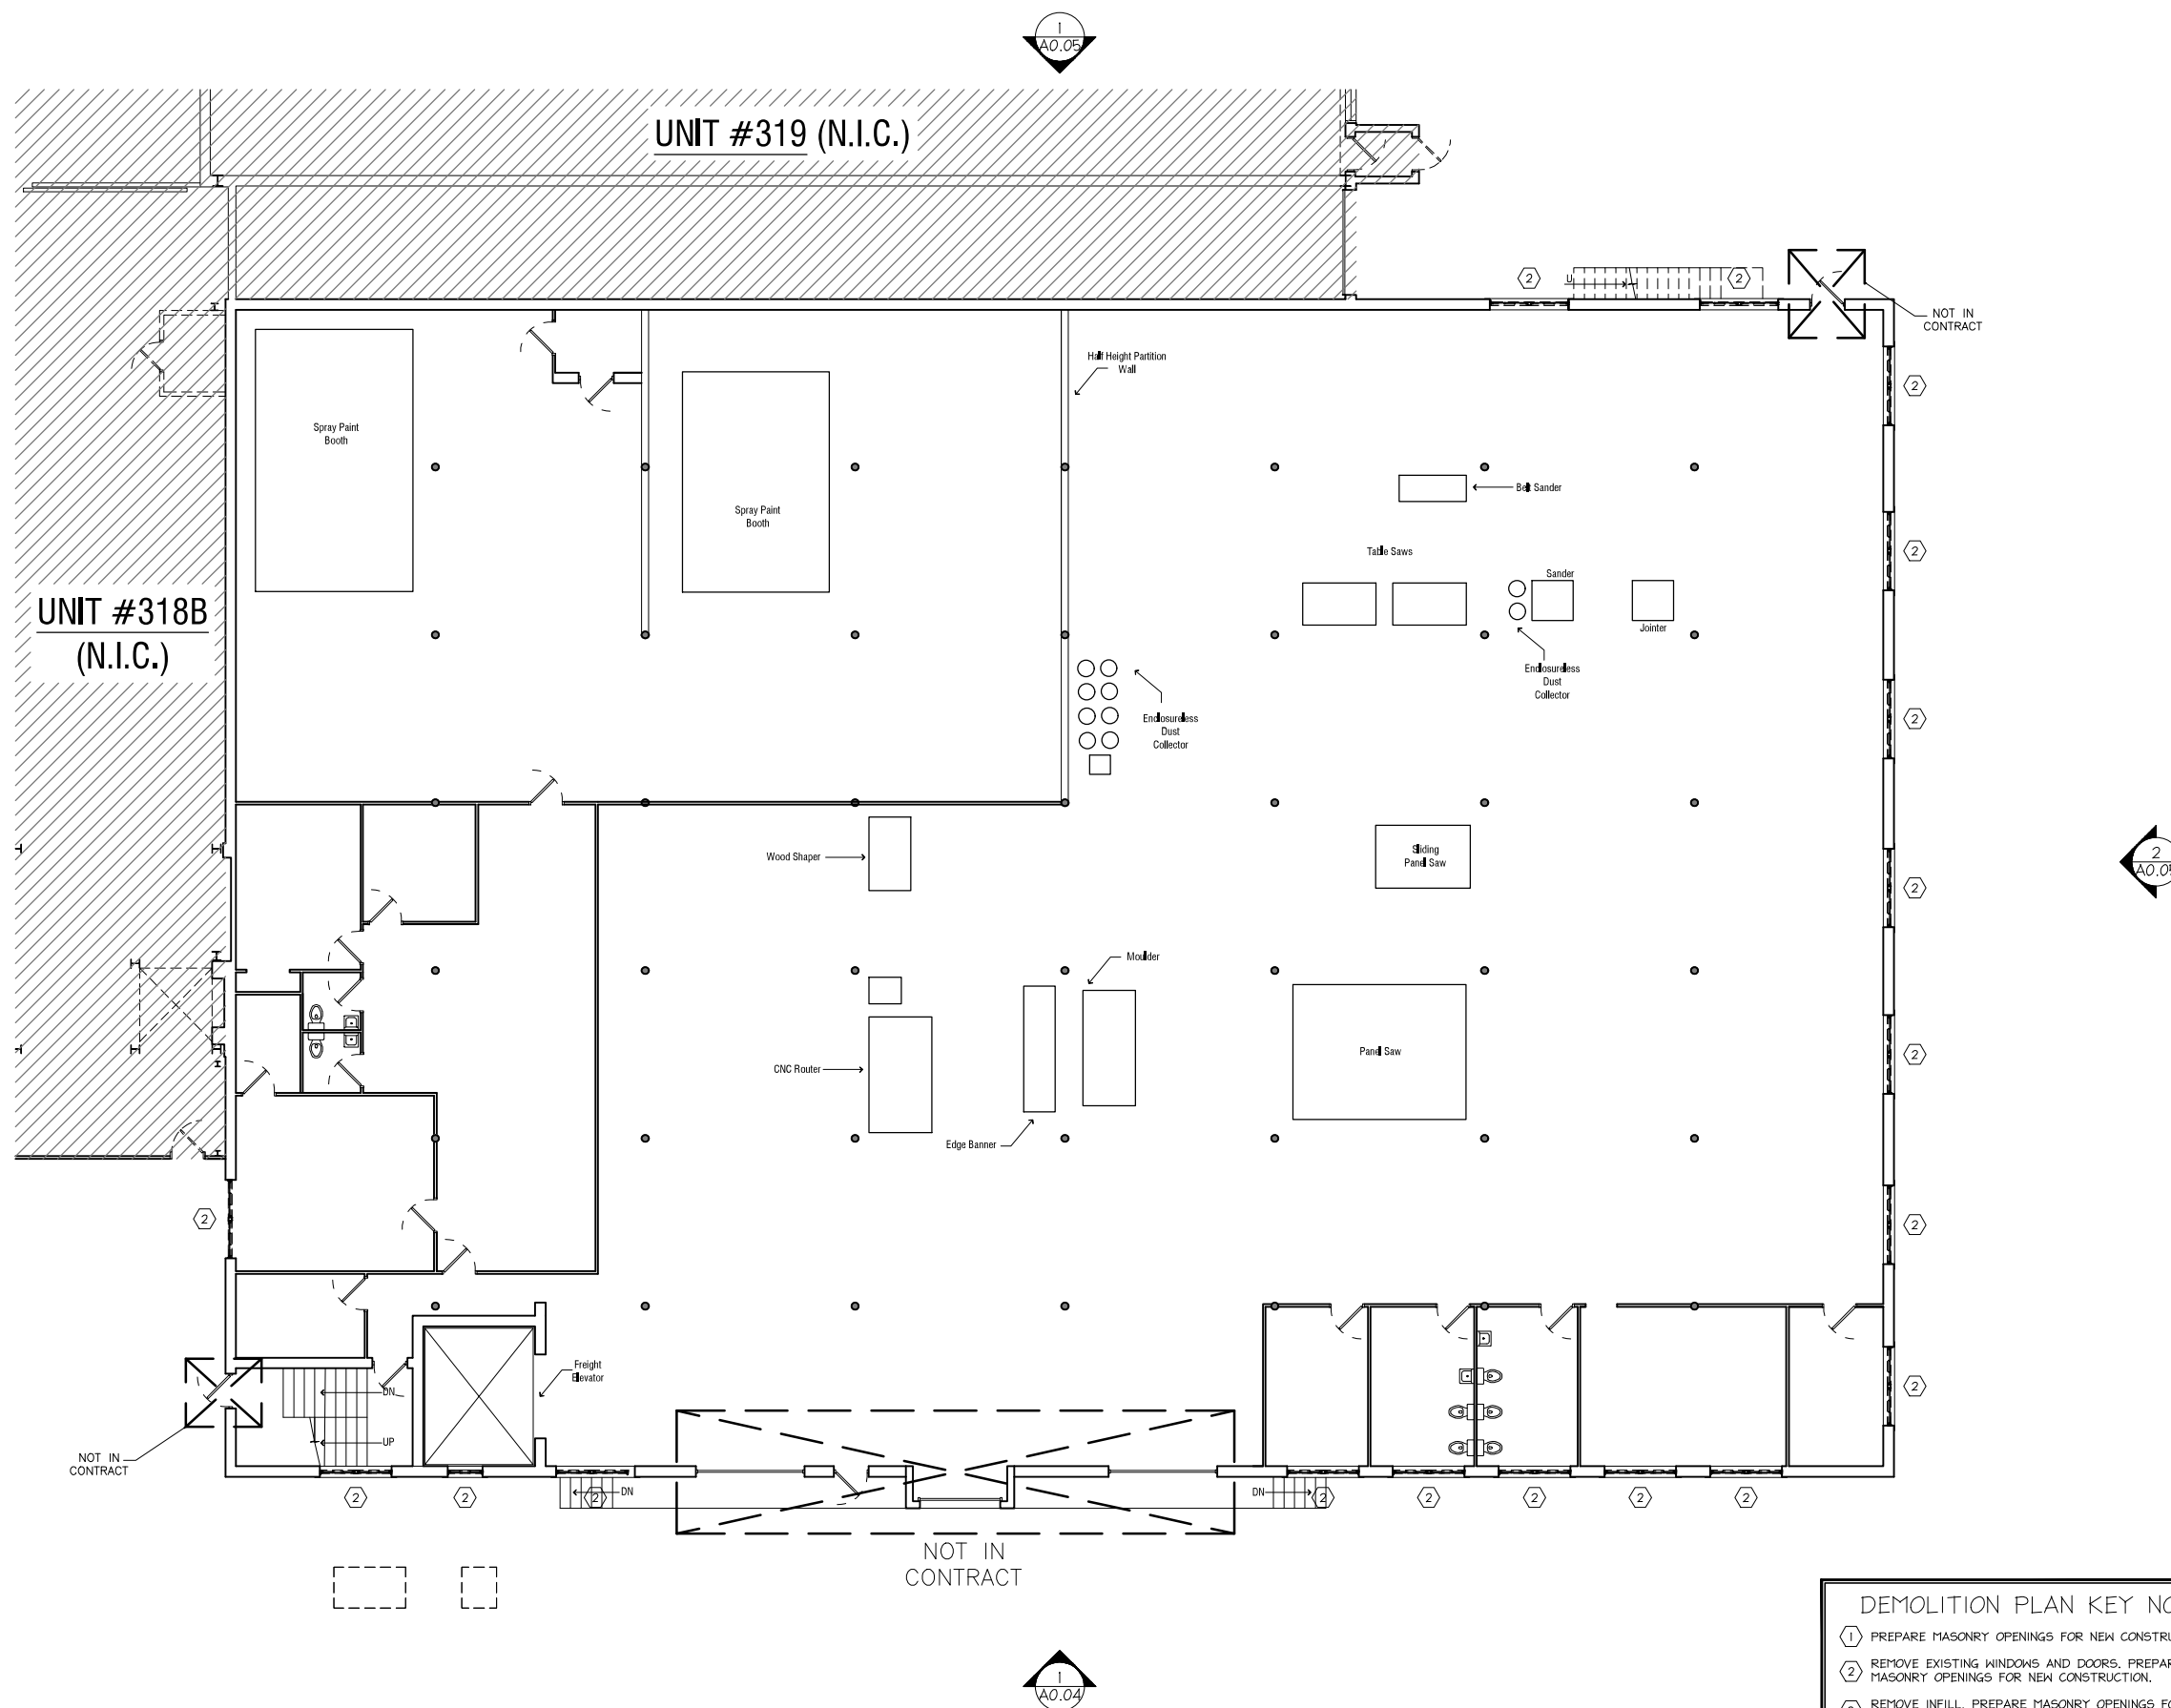 1
A0.05
UNIT #319 (N.I.C.)
2
U
2
NOT IN
CONTRACT
Half Height Partition
Wall
2
Spray Paint
Booth
Spray Paint
Booth
Belt Sander
Table Saws
2
Sander
UNIT #318B
(N.I.C.)
Jointer
Enclosureless
Dust
Collector
Enclosureless
Dust
Collector
2
Wood Shaper
Sliding
Panel Saw
2
2
Moulder
Panel Saw
2
CNC Router
Edge Banner
2
2
Freight
Elevator
DN
2
UP
NOT IN
CONTRACT
2
2
2
DN
DN
2
2
2
2
2
NOT IN
CONTRACT
DEMOLITION PLAN KEY NO
1 PREPARE MASONRY OPENINGS FOR NEW CONSTRU
2 REMOVE EXISTING WINDOWS AND DOORS. PREPAR
MASONRY OPENINGS FOR NEW CONSTRUCTION.
REMOVE INFILL. PREPARE MASONRY OPENINGS FO
1
A0.04